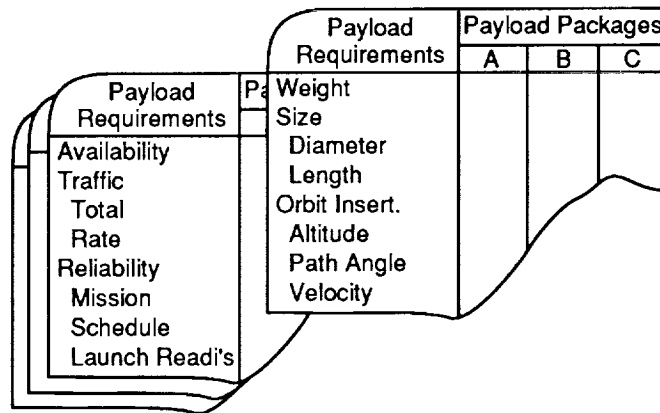 Payload
Requirements
Payload Packages
A B C
Weight
Size
Diameter
Length
Orbit Insert.
Altitude
Path Angle
Velocity
Payload
Requirements
Availability
Traffic
Total
Rate
Reliability
Mission
Schedule
Launch Readi's